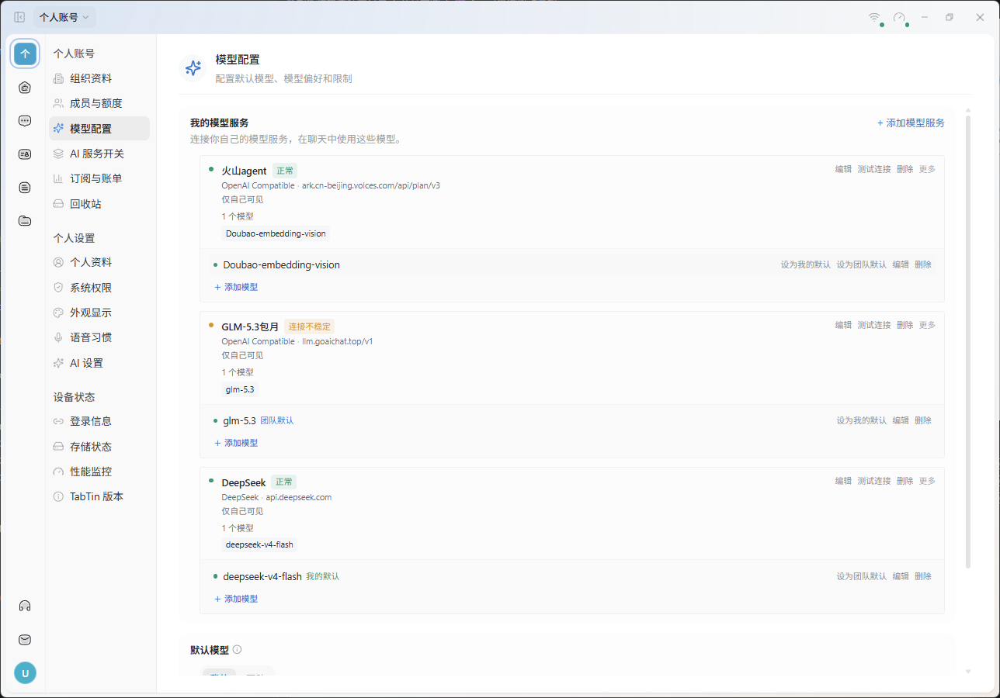 个人账号
个人账号
组织资料
成员与额度
模型配置
AI 服务开关
订阅与账单
回收站
个人设置
个人资料
系统权限
外观显示
语音习惯
AI 设置
设备状态
登录信息
存储状态
性能监控
TabTin 版本
U
模型配置
配置默认模型、模型偏好和限制
我的模型服务
+ 添加模型服务
连接你自己的模型服务，在聊天中使用这些模型。
火山agent 正常 编辑 测试连接 删除 更多
OpenAI Compatible · ark.cn-beijing.volces.com/api/plan/v3
仅自己可见
1 个模型
Doubao-embedding-vision
Doubao-embedding-vision 设为我的默认 设为团队默认 编辑 删除
+ 添加模型
GLM-5.3包月 连接不稳定 编辑 测试连接 删除 更多
OpenAI Compatible · llm.goaichat.top/v1
仅自己可见
1 个模型
glm-5.3
glm-5.3 团队默认 设为我的默认 编辑 删除
+ 添加模型
DeepSeek 正常 编辑 测试连接 删除 更多
DeepSeek · api.deepseek.com
仅自己可见
1 个模型
deepseek-v4-flash
deepseek-v4-flash 我的默认 设为团队默认 编辑 删除
+ 添加模型
默认模型